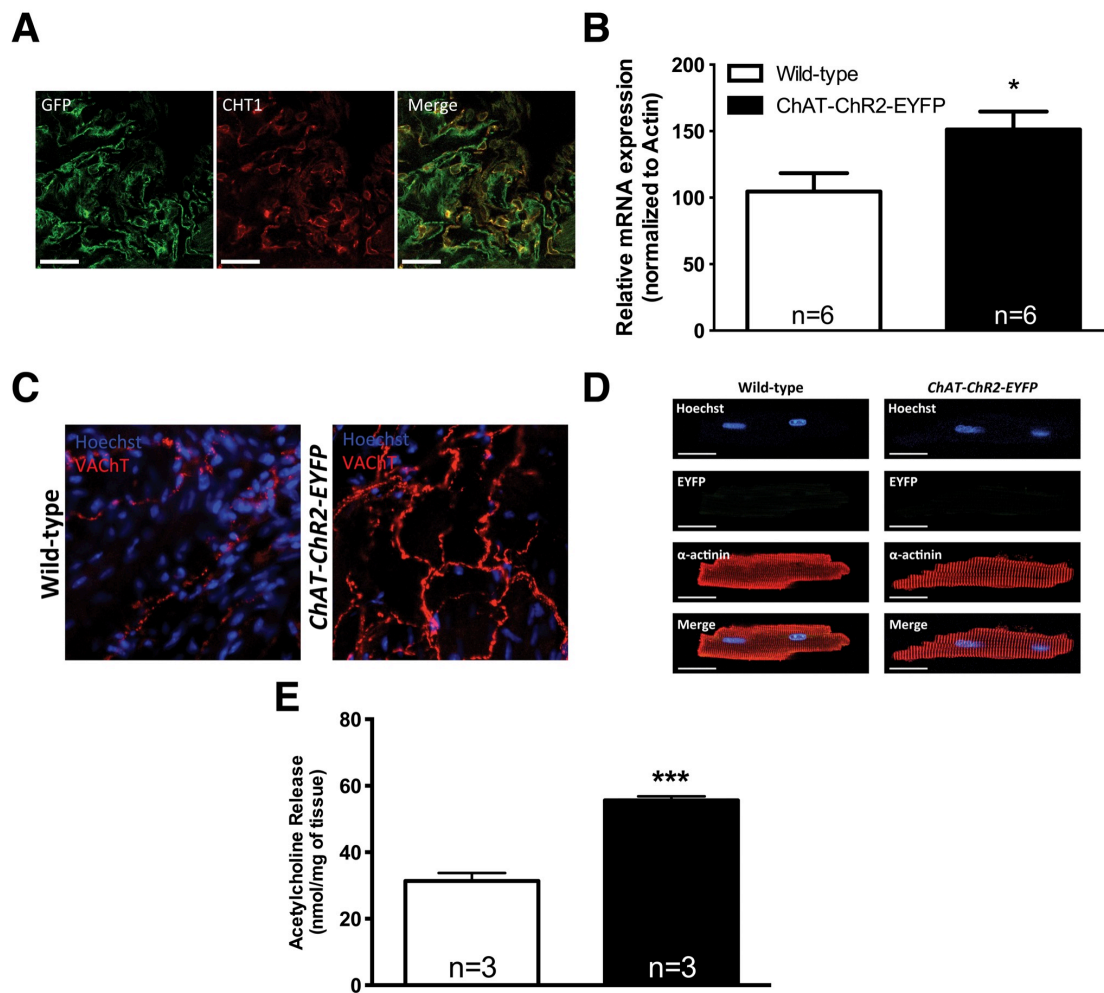 A
GFP
CHT1
Merge
B
Relative mRNA expression
(normalized to Actin)
200
150
100
50
0
Wild-type
ChAT-ChR2-EYFP
*
n=6
n=6
C
Wild-type
Hoechst
VAChT
ChAT-ChR2-EYFP
Hoechst
VAChT
D
Wild-type
ChAT-ChR2-EYFP
Hoechst
Hoechst
EYFP
EYFP
α-actinin
α-actinin
Merge
Merge
E
Acetylcholine Release
(nmol/mg of tissue)
80
60
40
20
0
***
n=3
n=3